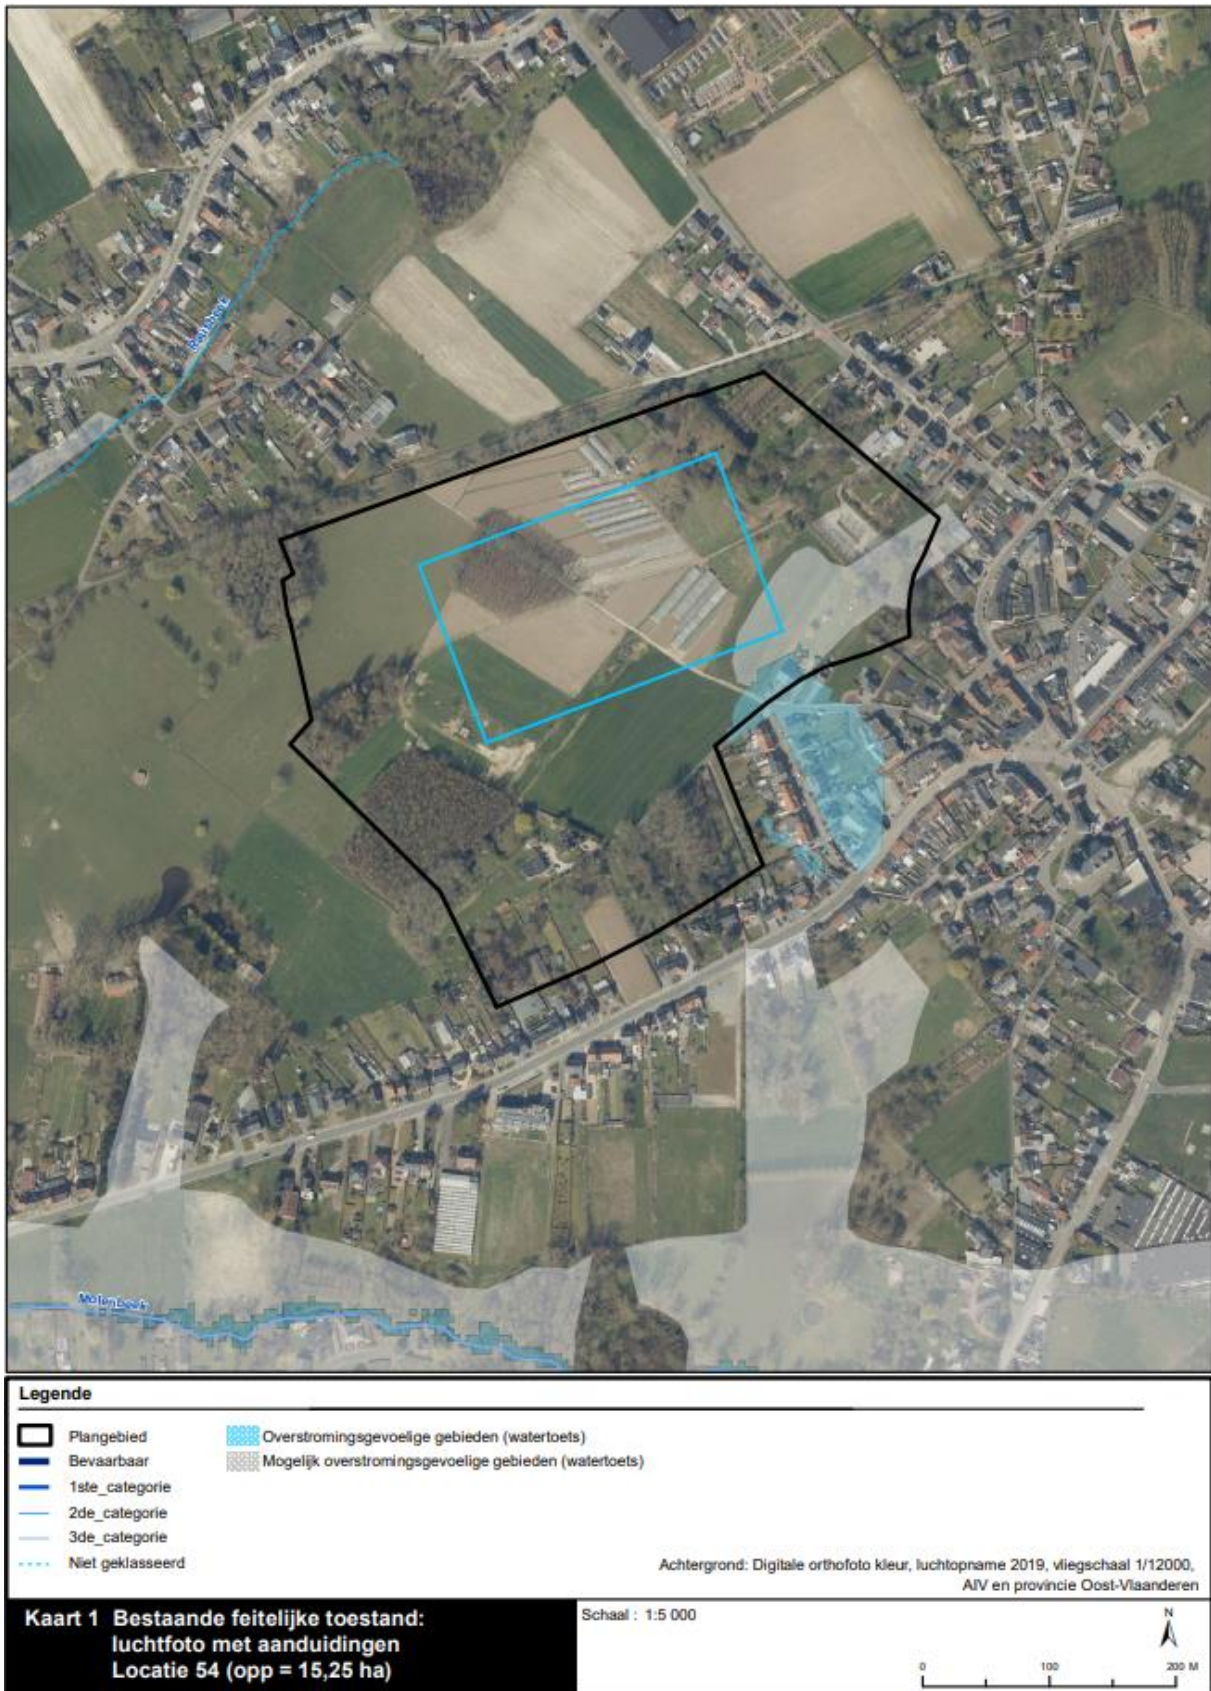 Rietbeek
Molenbeek
Legende
Plangebied
Bevaarbaar
1ste_categorie
2de_categorie
3de_categorie
Niet geklasseerd
Overstromingsgevoelige gebieden (watertoets)
Mogelijk overstromingsgevoelige gebieden (watertoets)
Achtergrond: Digitale orthofoto kleur, luchtopname 2019, vliegschaal 1/12000,
AIV en provincie Oost-Vlaanderen
Kaart 1 Bestaande feitelijke toestand:
luchtfoto met aanduidingen
Locatie 54 (opp = 15,25 ha)
Schaal : 1:5 000
N
0 100 200 M